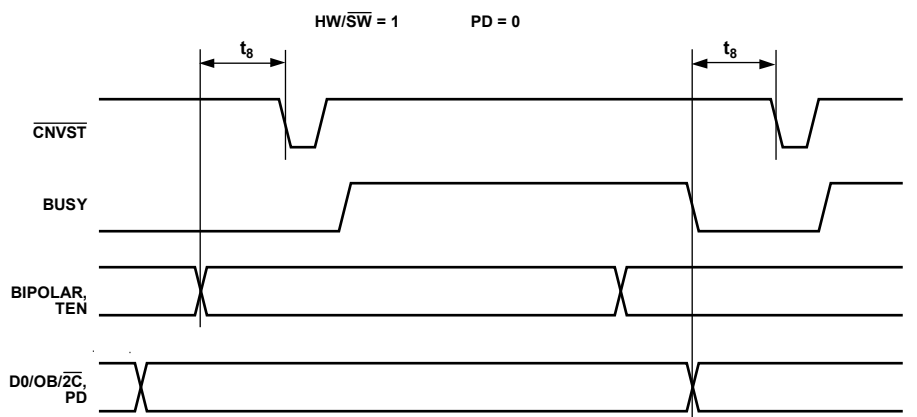 HW/SW = 1 PD = 0
t8 t8
CNVST
BUSY
BIPOLAR,
TEN
D0/OB/2C,
PD